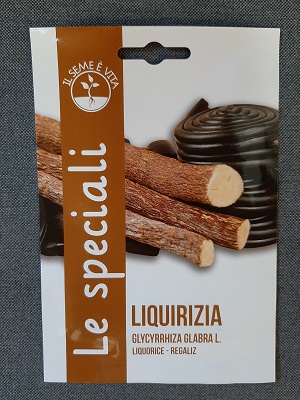 IL SEME È VITA
Le speciali
LIQUIRIZIA
GLYCYRRHIZA GLABRA L.
LIQUORICE - REGALIZ